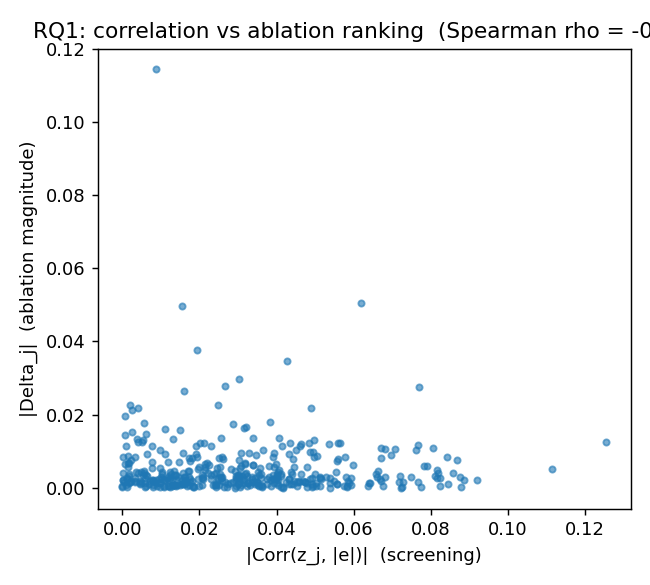 RQ1: correlation vs ablation ranking (Spearman rho = -0
0.12
0.10
0.08
0.06
0.04
0.02
0.00
|Delta_j| (ablation magnitude)
0.00 0.02 0.04 0.06 0.08 0.10 0.12
|Corr(z_j, |e|)| (screening)